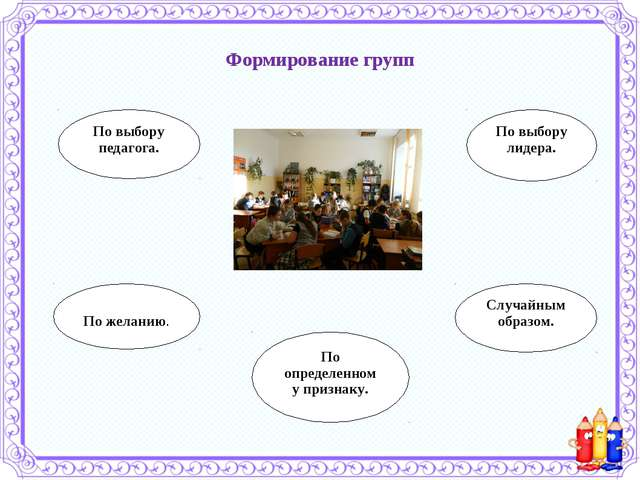 Формирование групп
По выбору
педагога.
По выбору
лидера.
По желанию.
Случайным
образом.
По
определенном
у признаку.